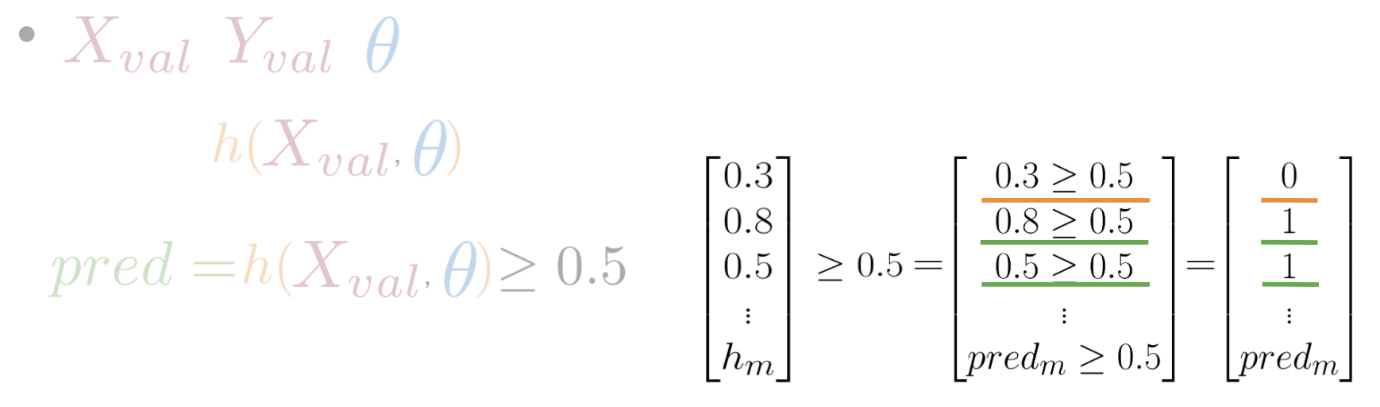 • X_val Y_val θ
h(X_val, θ)
pred = h(X_val, θ) ≥ 0.5
[0.3 0.8 0.5 ⋮ h_m] ≥ 0.5 = [0.3 ≥ 0.5 0.8 ≥ 0.5 0.5 ≥ 0.5 ⋮ pred_m ≥ 0.5] = [0 1 1 ⋮ pred_m]